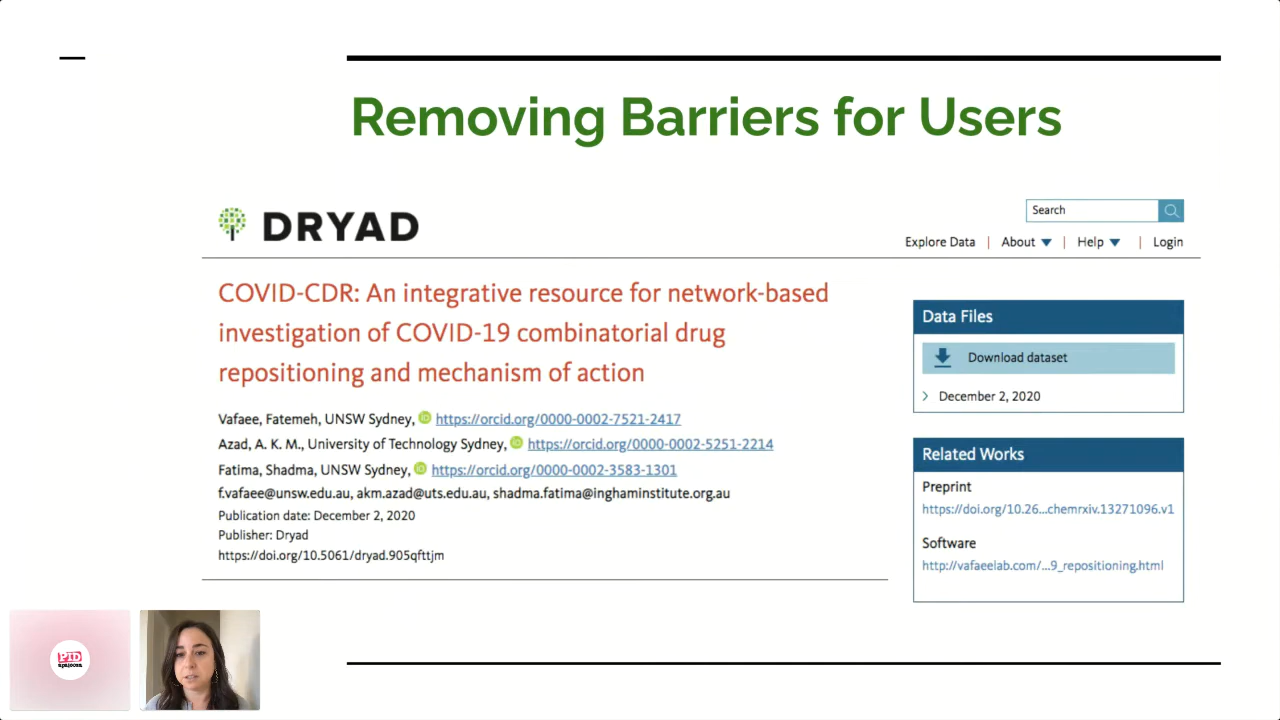 Removing Barriers for Users
DRYAD
Search
Explore Data | About | Help | Login
COVID-CDR: An integrative resource for network-based
investigation of COVID-19 combinatorial drug
repositioning and mechanism of action
Vafaee, Fatemeh, UNSW Sydney, iD https://orcid.org/0000-0002-7521-2417
Azad, A. K. M., University of Technology Sydney, iD https://orcid.org/0000-0002-5251-2214
Fatima, Shadma, UNSW Sydney, iD https://orcid.org/0000-0002-3583-1301
f.vafaee@unsw.edu.au, akm.azad@uts.edu.au, shadma.fatima@inghaminstitute.org.au
Publication date: December 2, 2020
Publisher: Dryad
https://doi.org/10.5061/dryad.905qfttjm
Data Files
Download dataset
December 2, 2020
Related Works
Preprint
https://doi.org/10.26...chemrxiv.13271096.v1
Software
http://vafaeelab.com/...9_repositioning.html
PID
apalooza